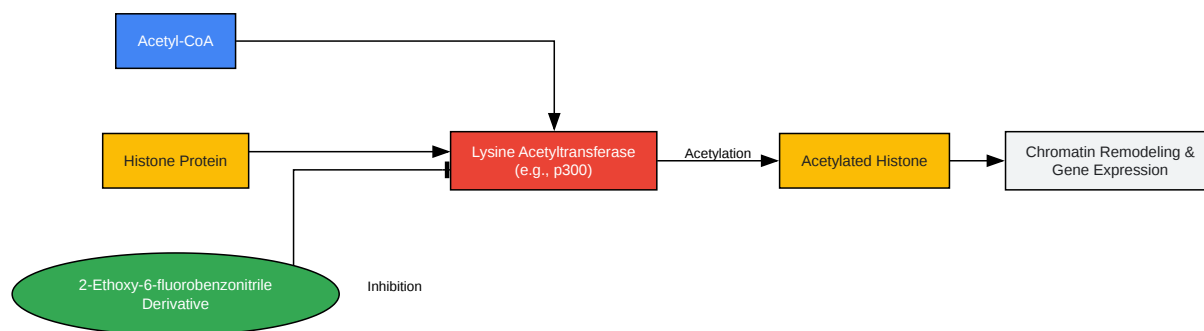 Acetyl-CoA
Histone Protein
Lysine Acetyltransferase
(e.g., p300)
Acetylation
Acetylated Histone
Chromatin Remodeling &
Gene Expression
2-Ethoxy-6-fluorobenzonitrile
Derivative
Inhibition